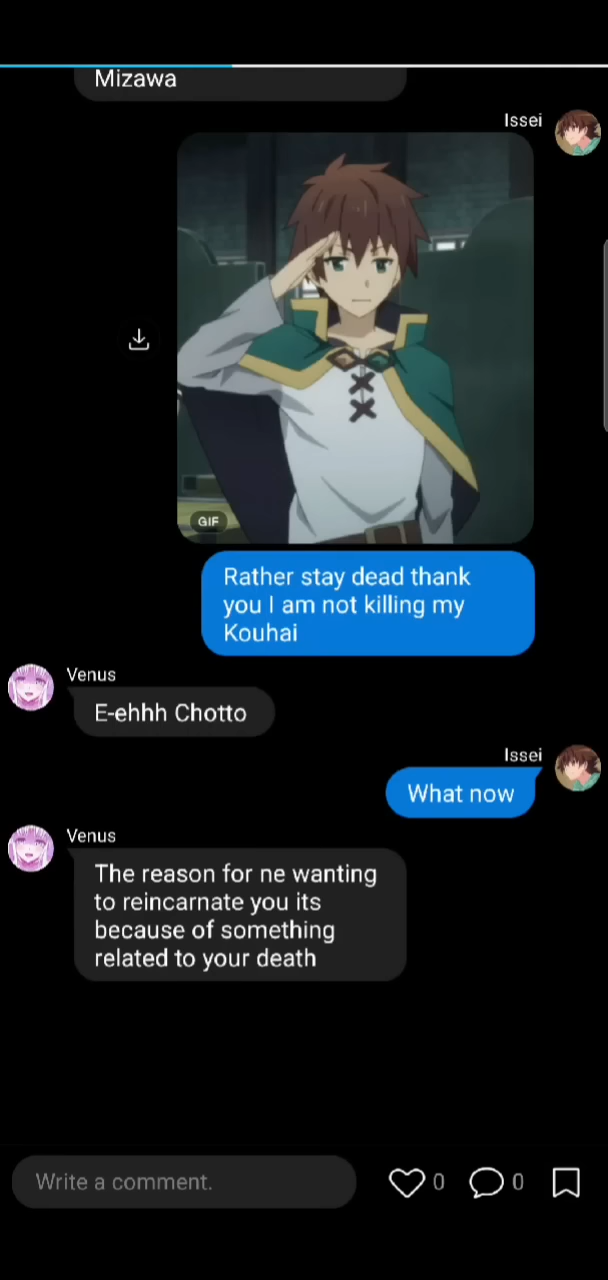 Mizawa
Issei
GIF
Rather stay dead thank
you I am not killing my
Kouhai
Venus
E-ehhh Chotto
Issei
What now
Venus
The reason for ne wanting
to reincarnate you its
because of something
related to your death
Write a comment.
0
0